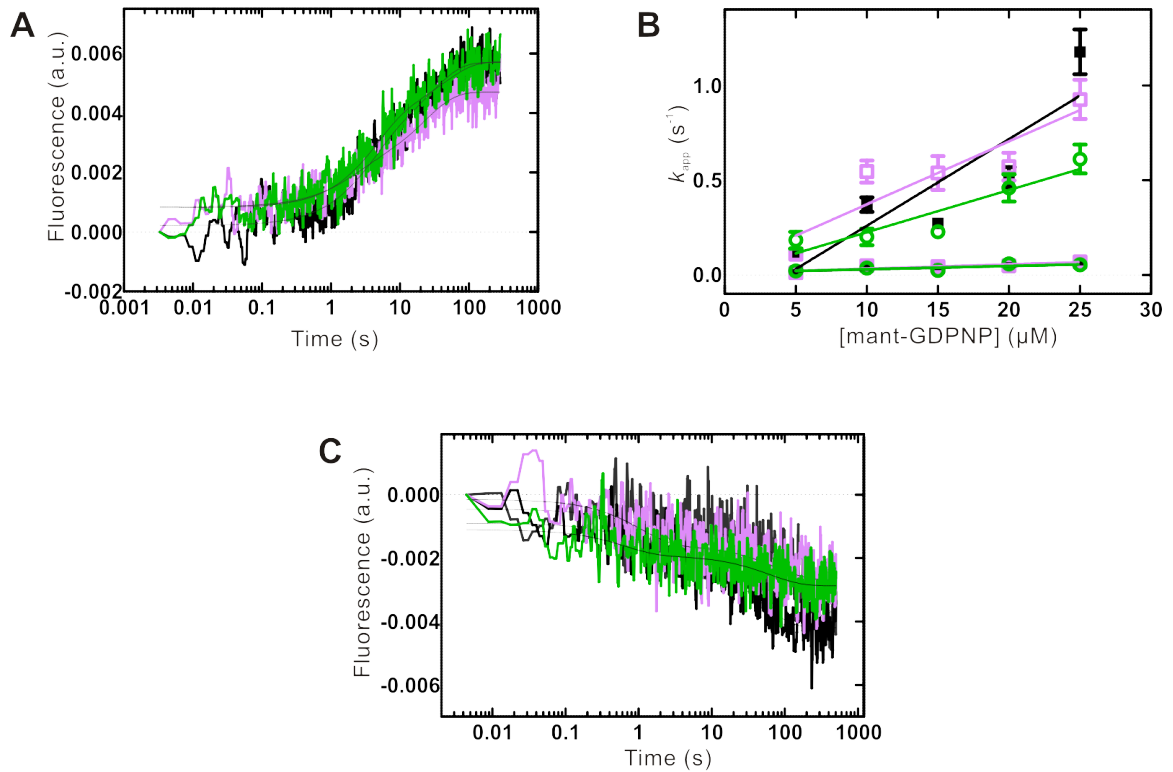 A
Fluorescence (a.u.)
0.006
0.004
0.002
0.000
-0.002
0.001 0.01 0.1 1 10 100 1000
Time (s)
B
k_app (s⁻¹)
1.0
0.5
0.0
0 5 10 15 20 25 30
[mant-GDPNP] (µM)
C
Fluorescence (a.u.)
0.000
-0.002
-0.004
-0.006
0.01 0.1 1 10 100 1000
Time (s)